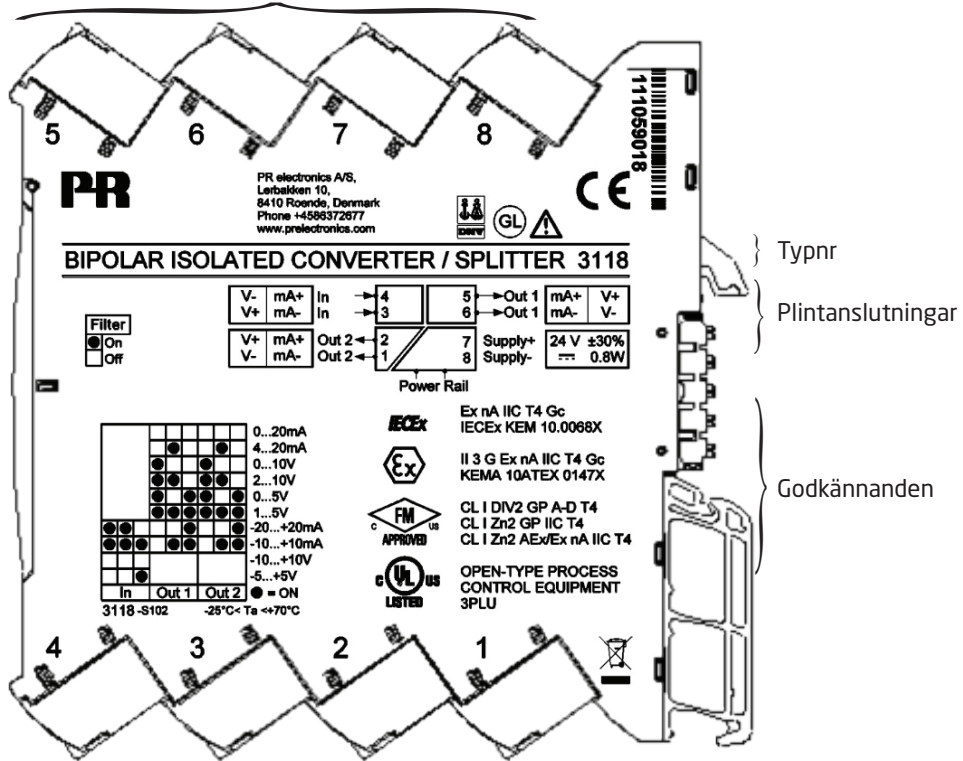 5
6
7
8
111059018
PR
PR electronics A/S,
Lerbakken 10,
8410 Roende, Denmark
Phone +4586372677
www.prelectronics.com
GL
CE
BIPOLAR ISOLATED CONVERTER / SPLITTER 3118
Typnr
Plintanslutningar
Godkännanden
V- mA+ In 4 5 Out 1 mA+ V+
V+ mA- In 3 6 Out 1 mA- V-
V+ mA+ Out 2 2 7 Supply+ 24 V ±30%
V- mA- Out 2 1 8 Supply- 0.8W
Power Rail
Filter
On
Off
0...20mA
4...20mA
0...10V
2...10V
0...5V
1...5V
-20...+20mA
-10...+10mA
-10...+10V
-5...+5V
In Out 1 Out 2 ● = ON
3118 -S102 -25°C< Ta <+70°C
IECEx
Ex nA IIC T4 Gc
IECEx KEM 10.0068X
Ex
II 3 G Ex nA IIC T4 Gc
KEMA 10ATEX 0147X
C FM US
APPROVED
CL I DIV2 GP A-D T4
CL I Zn2 GP IIC T4
CL I Zn2 AEx/Ex nA IIC T4
C UL US
LISTED
OPEN-TYPE PROCESS
CONTROL EQUIPMENT
3PLU
4
3
2
1